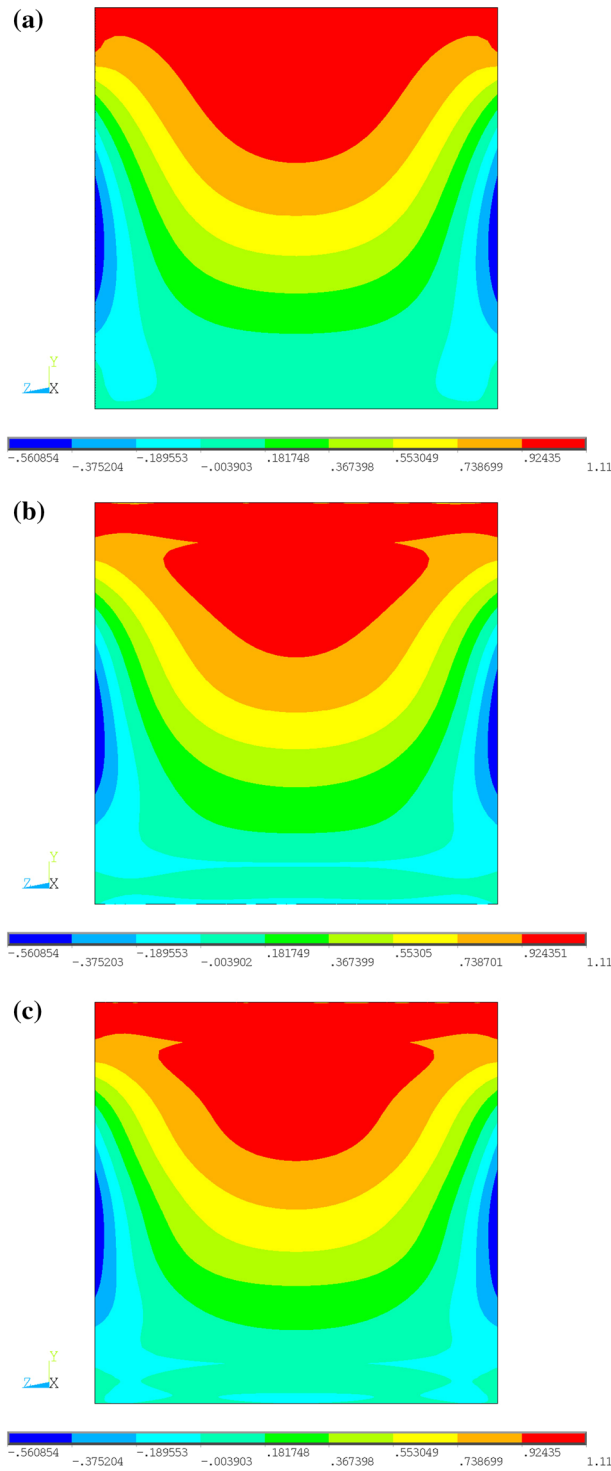 (a)
Y
Z X
-.560854 -.375204 -.189553 -.003903 .181748 .367398 .553049 .738699 .92435 1.11
(b)
Y
Z X
-.560854 -.375203 -.189553 -.003902 .181749 .367399 .55305 .738701 .924351 1.11
(c)
Y
Z X
-.560854 -.375204 -.189553 -.003903 .181748 .367398 .553049 .738699 .92435 1.11